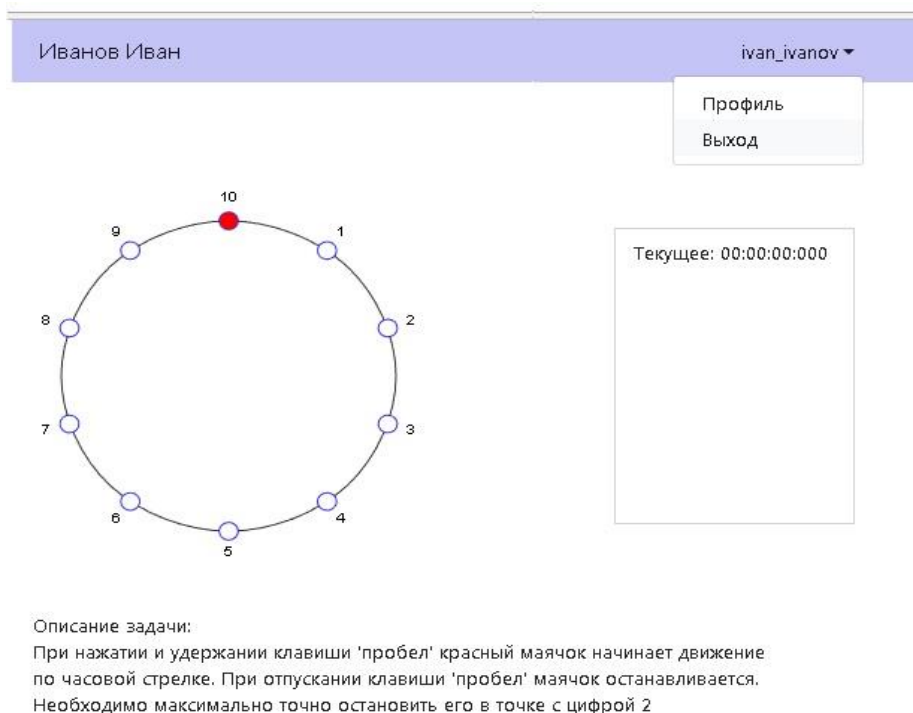 Иванов Иван
ivan_ivanov
Профиль
Выход
10
9
1
8
2
7
3
6
4
5
Текущее: 00:00:00:000
Описание задачи:
При нажатии и удержании клавиши 'пробел' красный маячок начинает движение
по часовой стрелке. При отпускании клавиши 'пробел' маячок останавливается.
Необходимо максимально точно остановить его в точке с цифрой 2